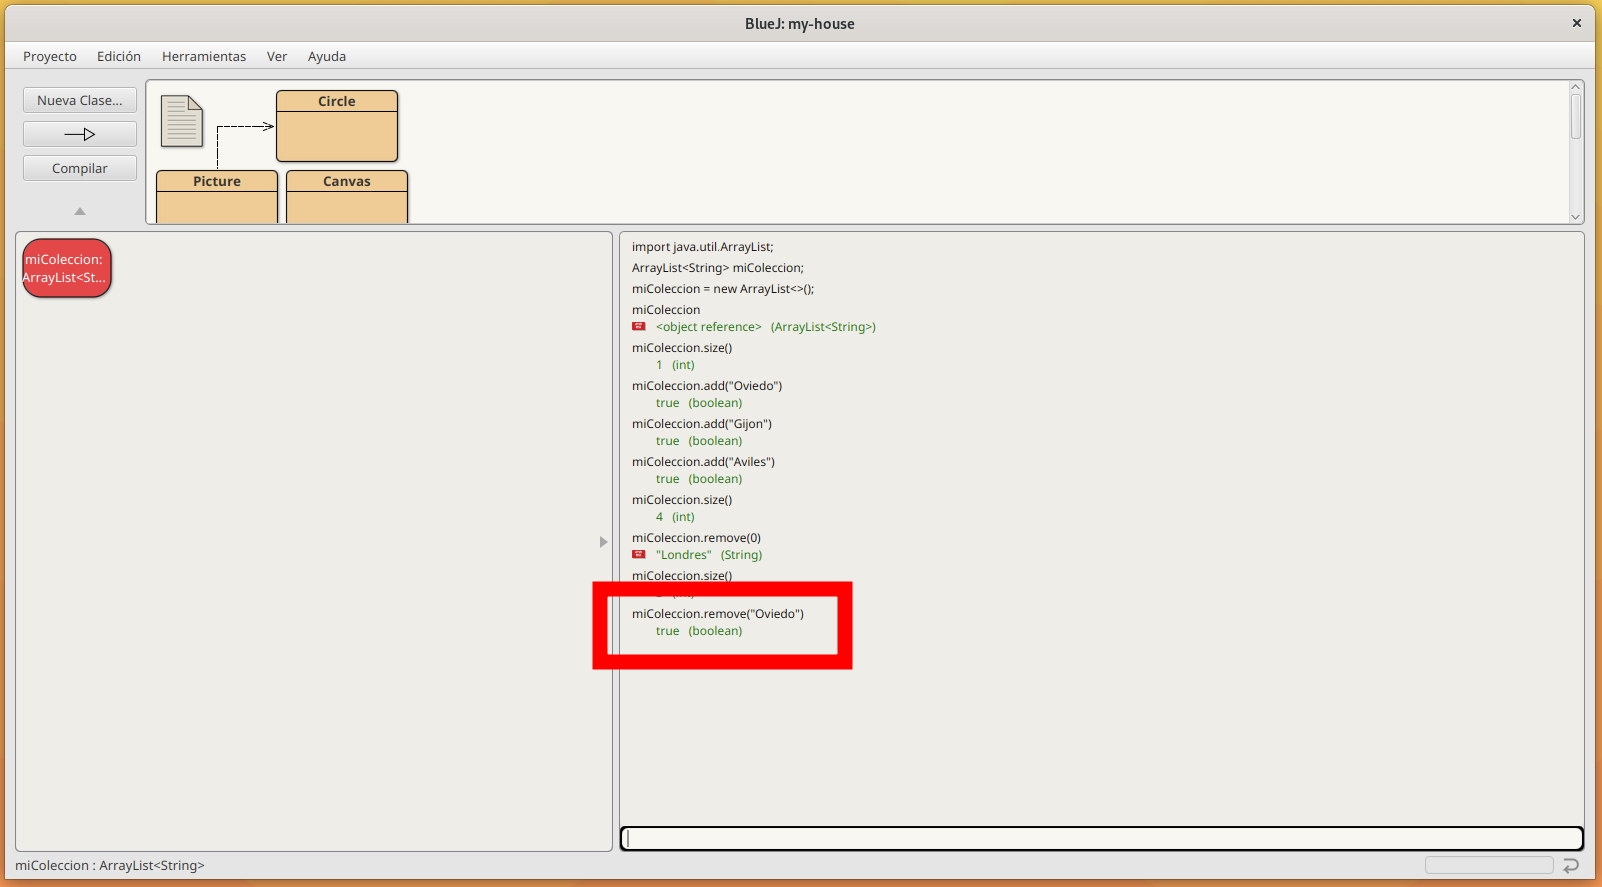 BlueJ: my-house
Proyecto Edición Herramientas Ver Ayuda
Nueva Clase...
Compilar
Circle
Picture
Canvas
miColeccion:
ArrayList<St...
import java.util.ArrayList;
ArrayList<String> miColeccion;
miColeccion = new ArrayList<>();
miColeccion
<object reference> (ArrayList<String>)
miColeccion.size()
1 (int)
miColeccion.add("Oviedo")
true (boolean)
miColeccion.add("Gijon")
true (boolean)
miColeccion.add("Aviles")
true (boolean)
miColeccion.size()
4 (int)
miColeccion.remove(0)
"Londres" (String)
miColeccion.size()
miColeccion.remove("Oviedo")
true (boolean)
miColeccion : ArrayList<String>